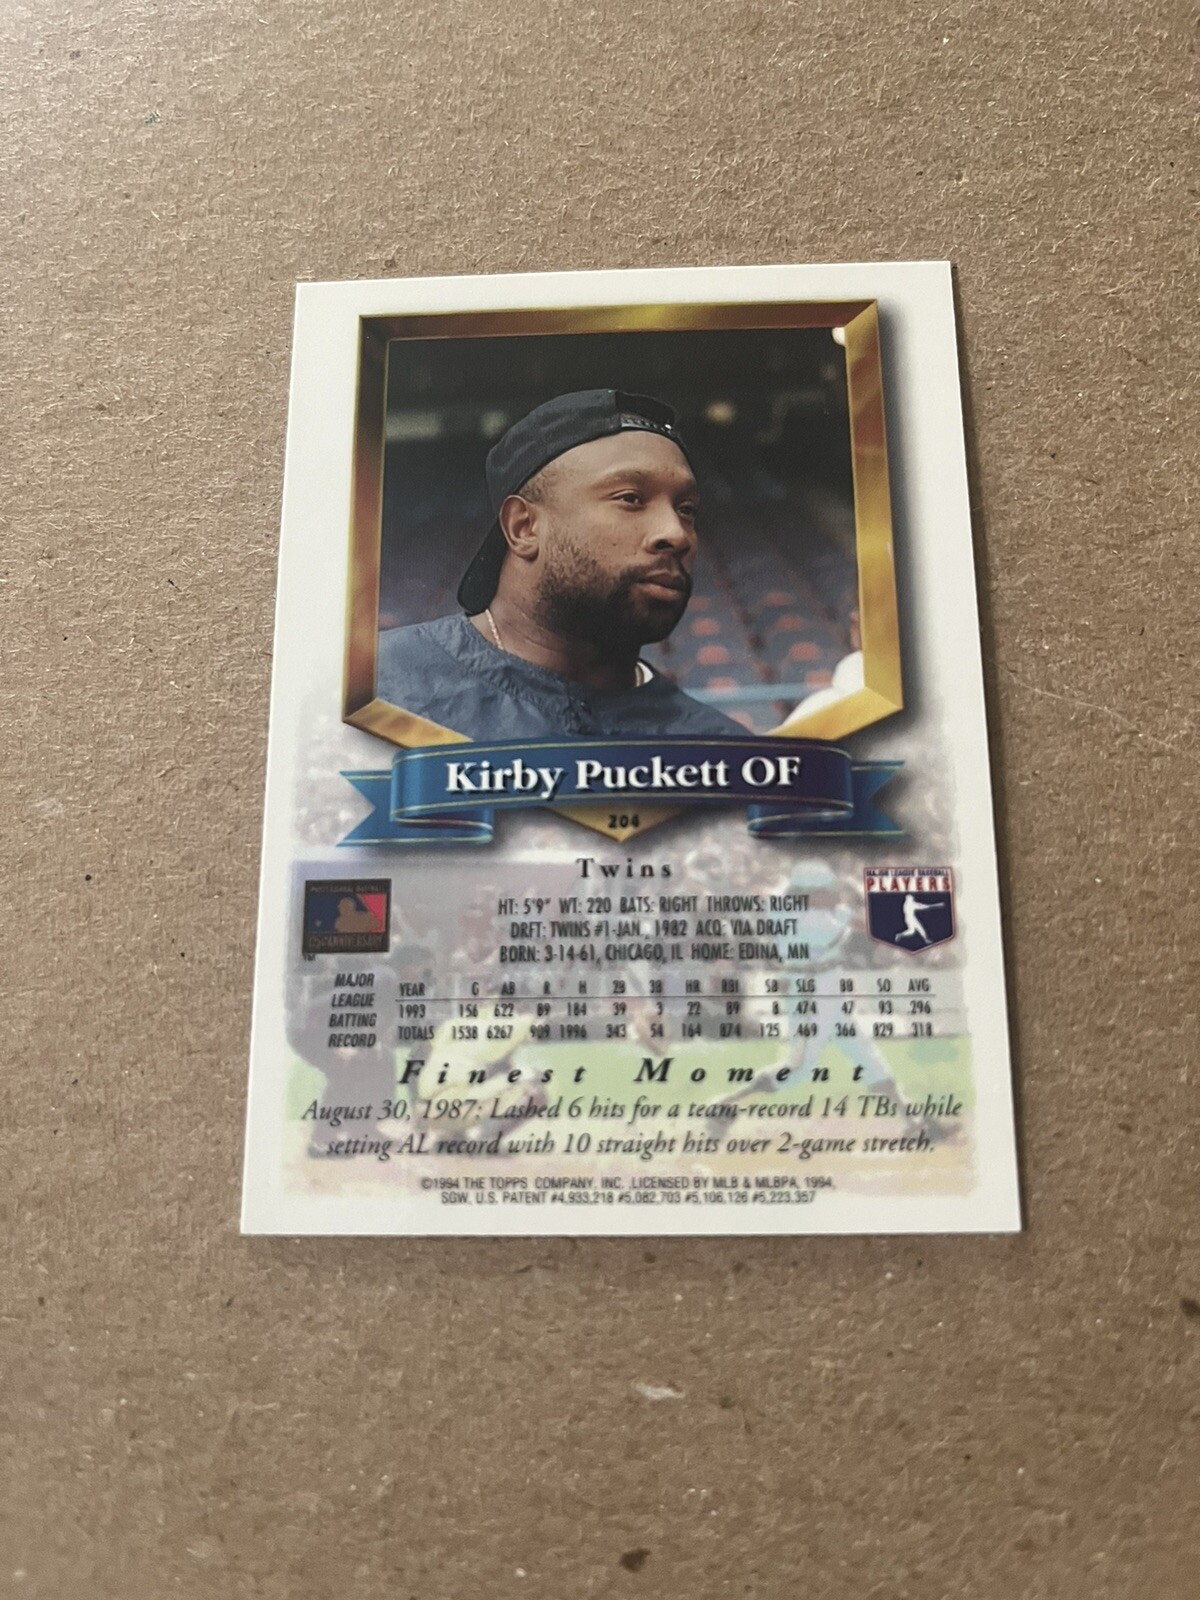 Kirby Puckett OF
204
Twins
125TH ANNIVERSARY
MAJOR LEAGUE BASEBALL
PLAYERS
HT: 5'9" WT: 220 BATS: RIGHT THROWS: RIGHT
DRFT: TWINS #1-JAN., 1982 ACQ: VIA DRAFT
BORN: 3-14-61, CHICAGO, IL HOME: EDINA, MN
MAJOR
LEAGUE
BATTING
RECORD
YEAR G AB R H 2B 3B HR RBI SB SLG BB SO AVG
1993 156 622 89 184 39 3 22 89 8 .474 47 93 .296
TOTALS 1538 6267 909 1996 343 54 164 874 125 .469 366 829 .318
Finest Moment
August 30, 1987: Lashed 6 hits for a team-record 14 TBs while
setting AL record with 10 straight hits over 2-game stretch.
©1994 THE TOPPS COMPANY, INC. LICENSED BY MLB & MLBPA, 1994,
SGW, U.S. PATENT #4,933,218 #5,082,703 #5,106,126 #5,223,357